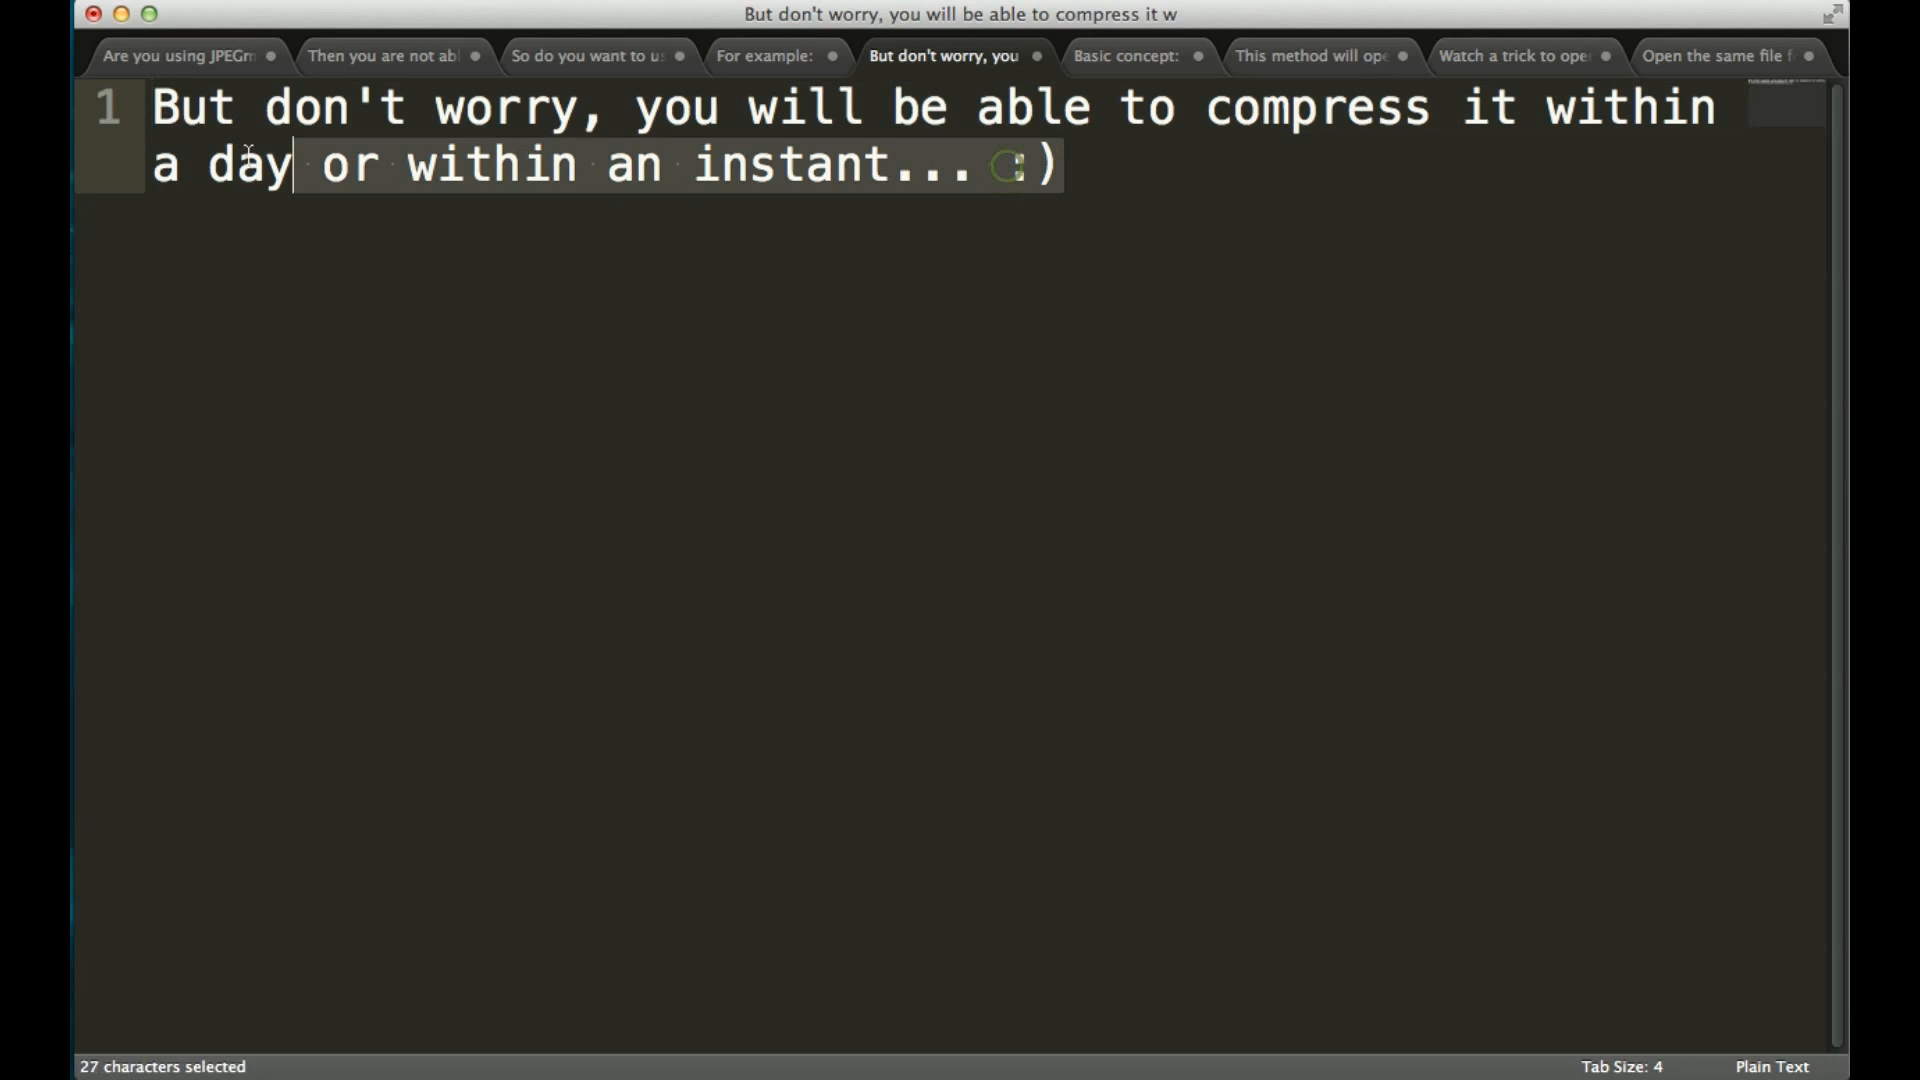 But don't worry, you will be able to compress it w
Are you using JPEGm
Then you are not abl
So do you want to us
For example:
But don't worry, you
Basic concept:
This method will ope
Watch a trick to ope
Open the same file f
1 But don't worry, you will be able to compress it within
a day or within an instant... :)
27 characters selected
Tab Size: 4
Plain Text